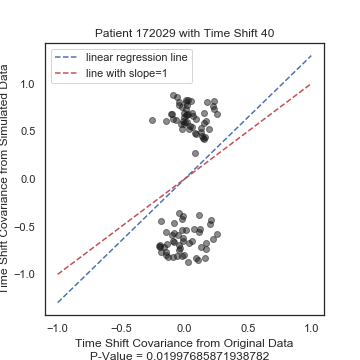 Patient 172029 with Time Shift 40
linear regression line
line with slope=1
Time Shift Covariance from Simulated Data
1.0
0.5
0.0
−0.5
−1.0
−1.0 −0.5 0.0 0.5 1.0
Time Shift Covariance from Original Data
P-Value = 0.01997685871938782